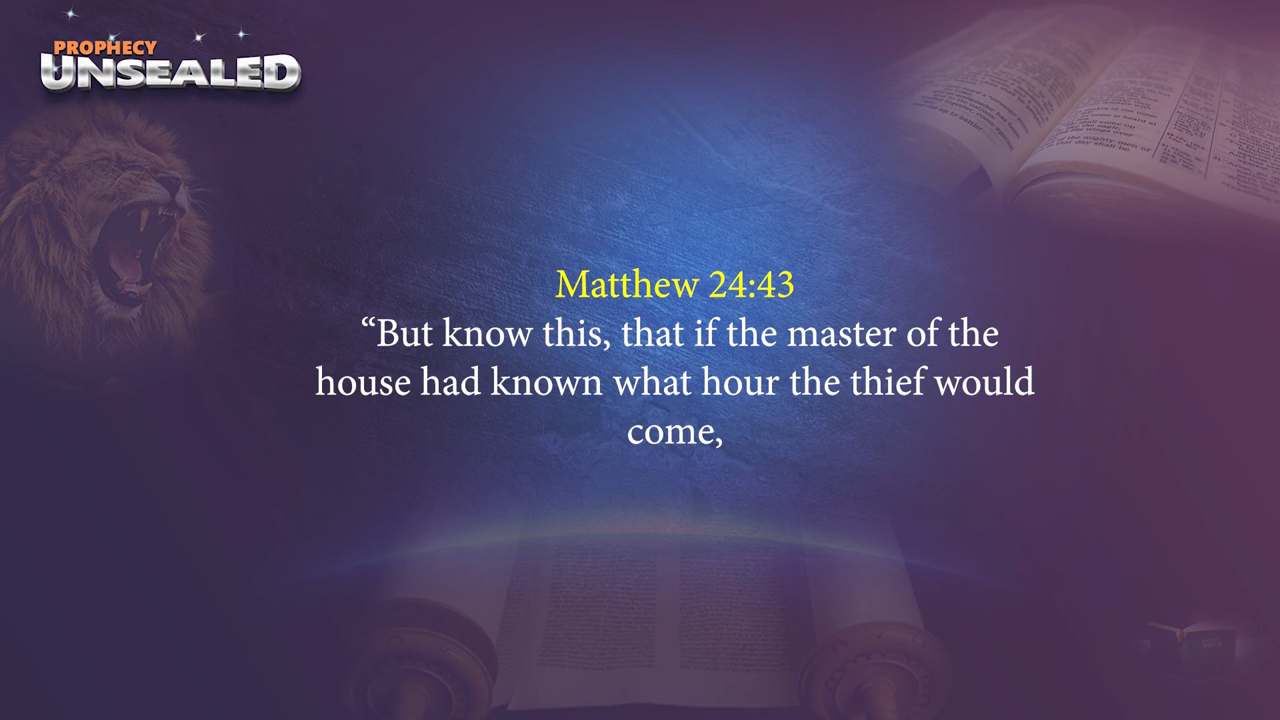 PROPHECY
UNSEALED
Matthew 24:43
“But know this, that if the master of the
house had known what hour the thief would
come,